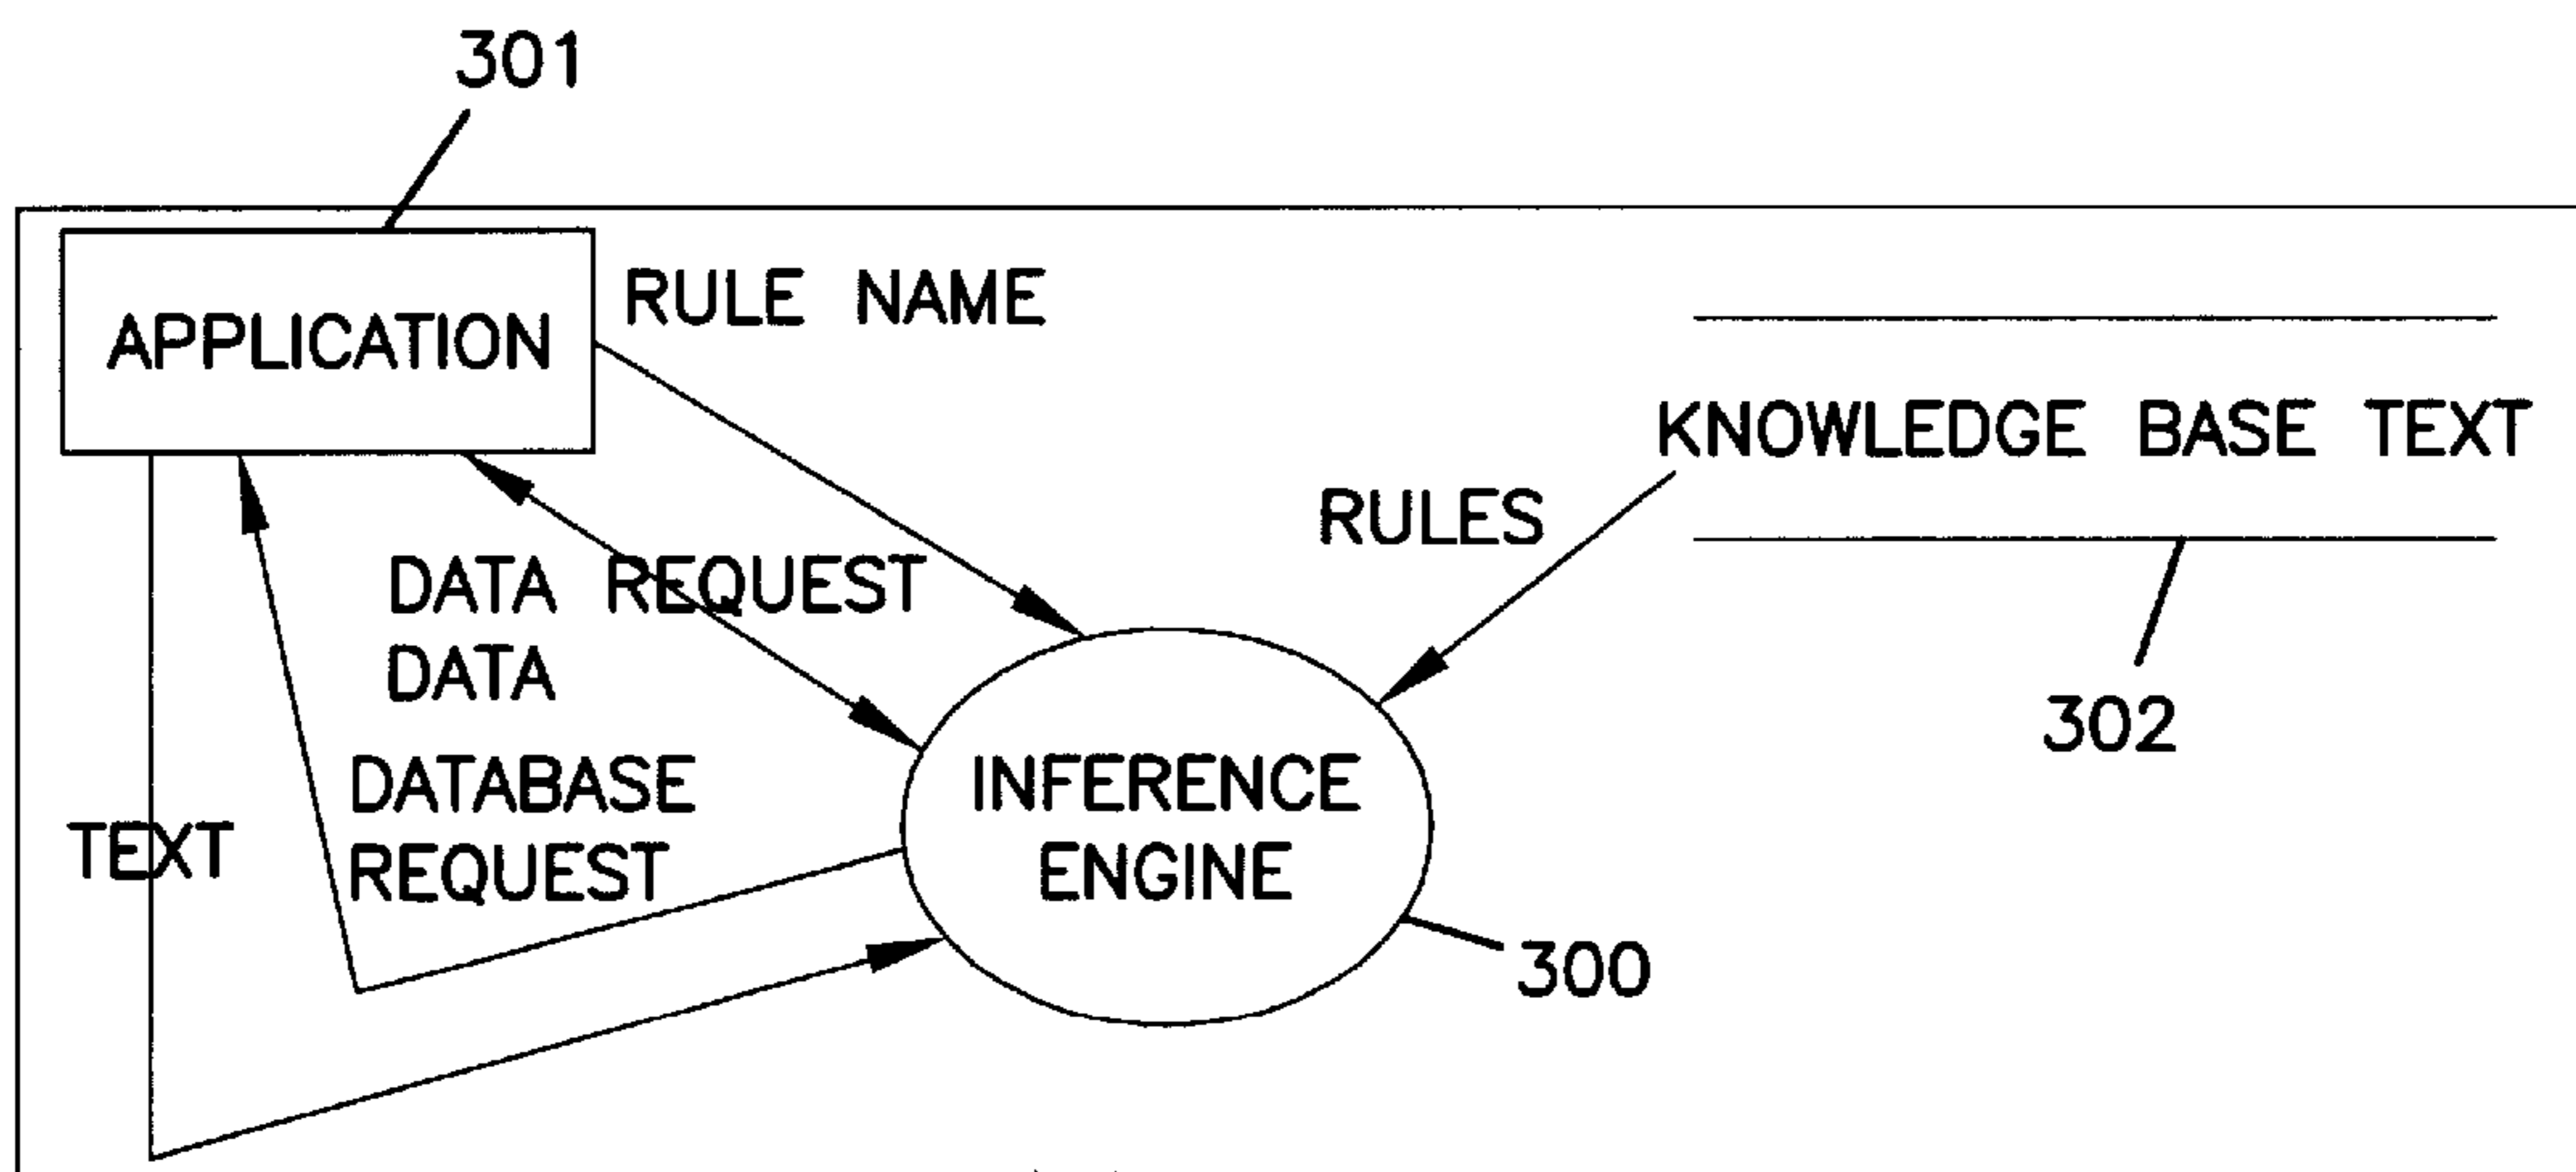 301
RULE NAME
APPLICATION
KNOWLEDGE BASE TEXT
RULES
DATA REQUEST
DATA
302
DATABASE
REQUEST
TEXT
INFERENCE
ENGINE
300